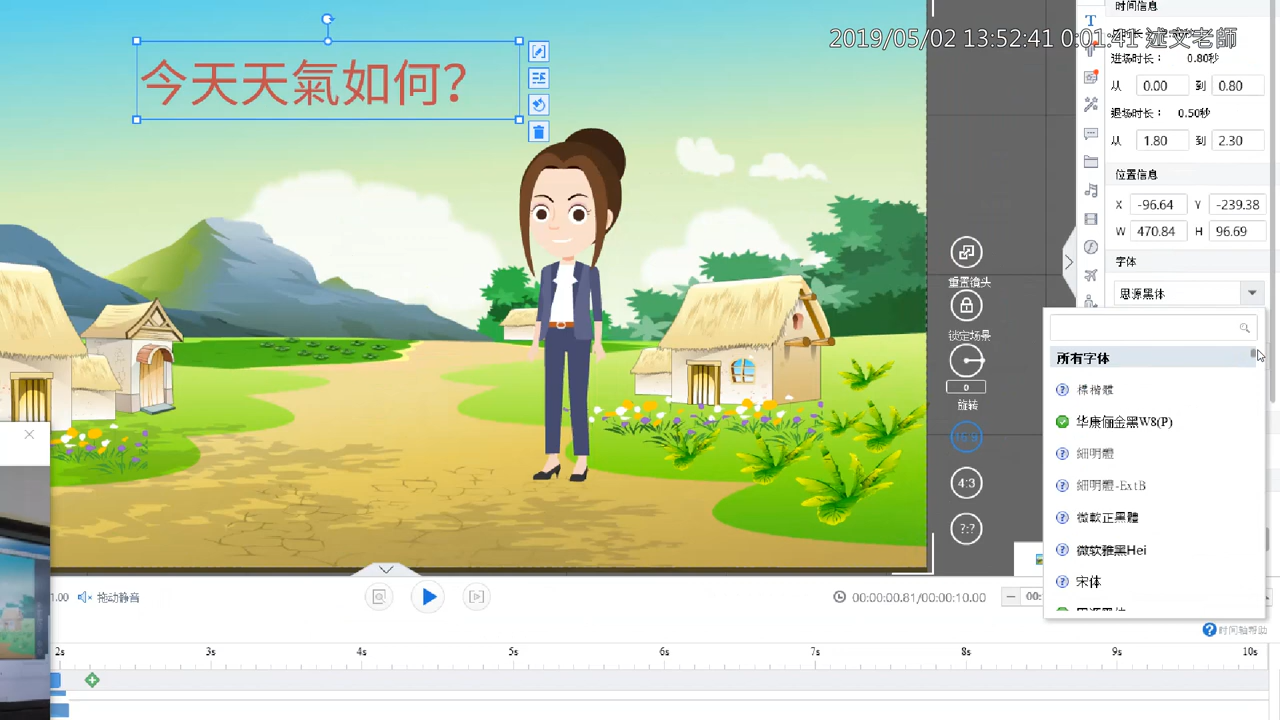 时间信息
2019/05/02 13:52:41 0:01:41 述文老師
进场时长： 0.80秒
从 0.00 到 0.80
退场时长： 0.50秒
从 1.80 到 2.30
位置信息
X -96.64 Y -239.38
W 470.84 H 96.69
字体
思源黑体
所有字体
標楷體
华康俪金黑W8(P)
細明體
細明體-ExtB
微軟正黑體
微软雅黑Hei
宋体
今天天氣如何？
重置镜头
锁定场景
0
旋转
16:9
4:3
?:?
1.00 拖动静音
00:00:00.81/00:00:10.00
00:
时间轴帮助
2s 3s 4s 5s 6s 7s 8s 9s 10s